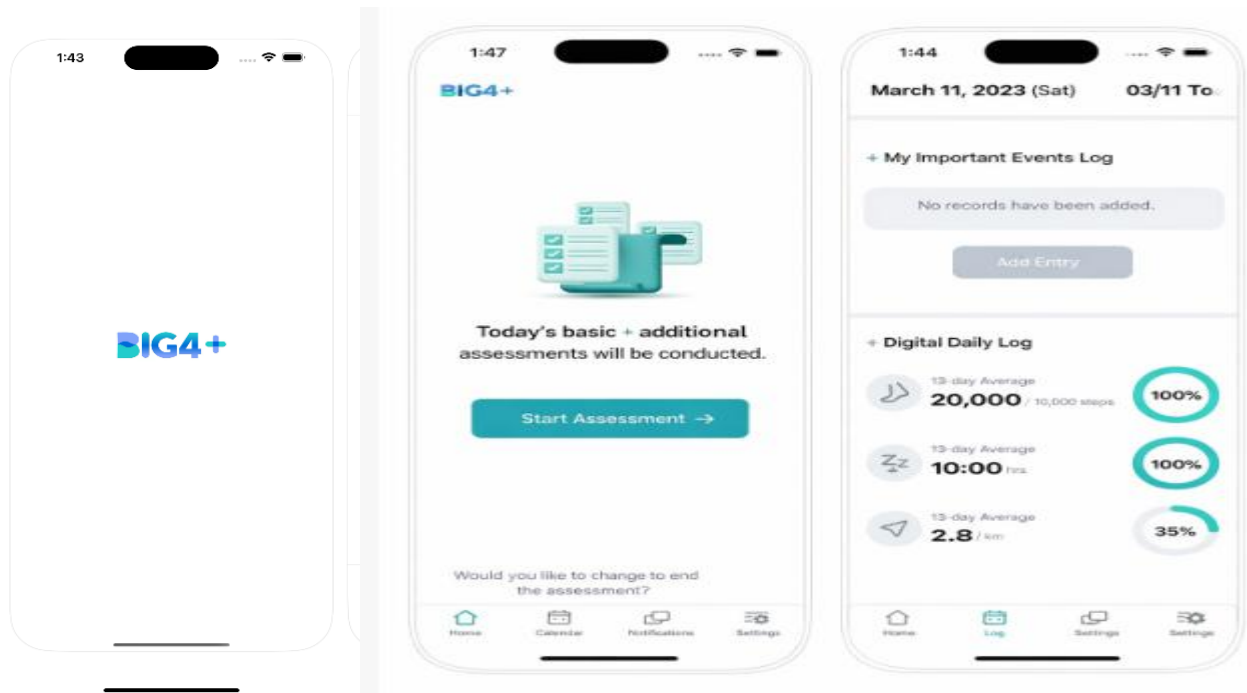 1:43
BIG4+
1:47
BIG4+
Today's basic + additional
assessments will be conducted.
Start Assessment →
Would you like to change to end
the assessment?
Home
Calendar
Notifications
Settings
1:44
March 11, 2023 (Sat)
03/11 To
+ My Important Events Log
No records have been added.
Add Entry
+ Digital Daily Log
13-day Average
20,000 / 10,000 steps
100%
Zz
13-day Average
10:00 hrs
100%
13-day Average
2.8 / km
35%
Home
Log
Settings
Settings